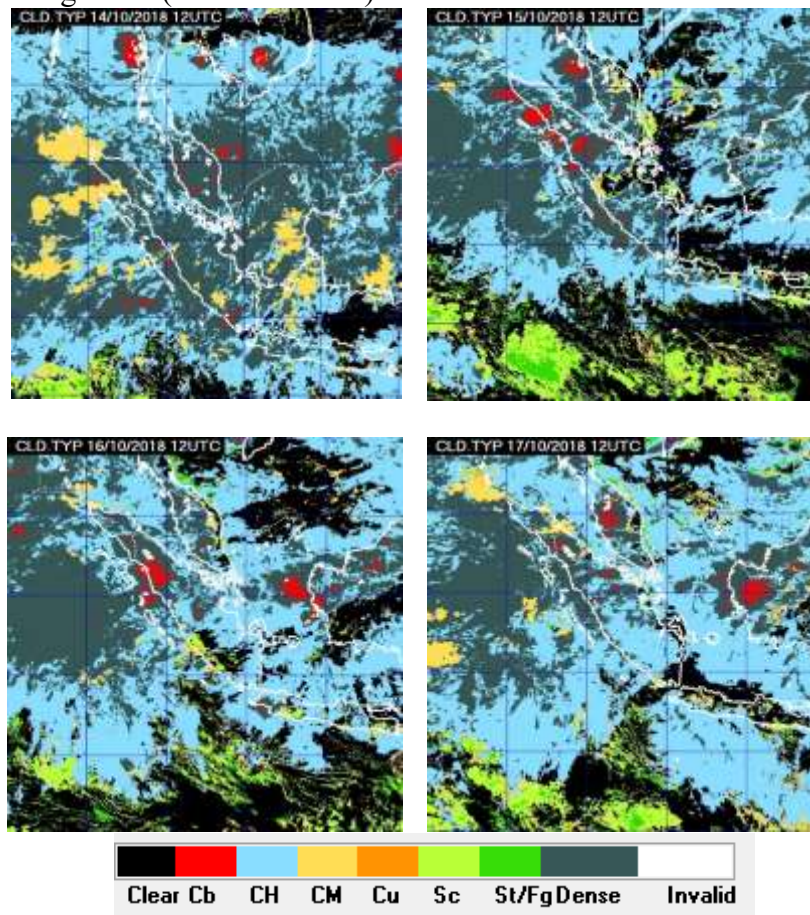 CLD.TYP 14/10/2018 12UTC
CLD.TYP 15/10/2018 12UTC
CLD.TYP 16/10/2018 12UTC
CLD.TYP 17/10/2018 12UTC
Clear Cb CH CM Cu Sc St/Fg Dense Invalid